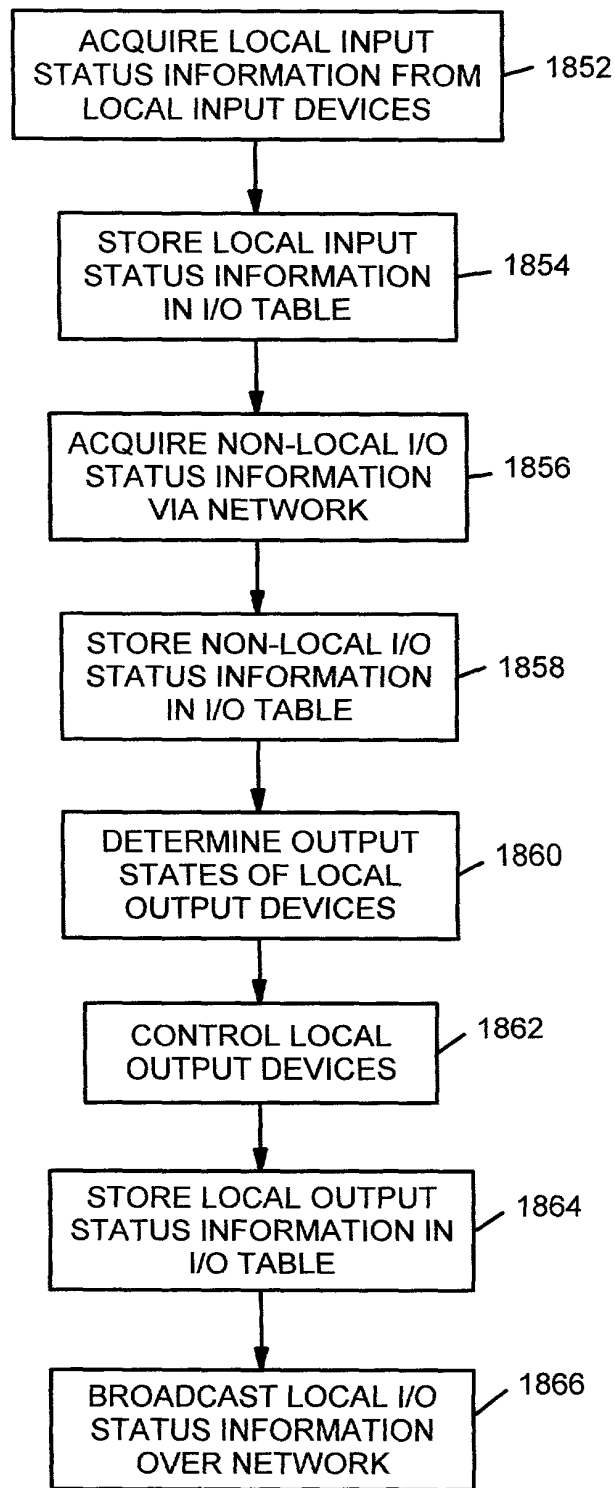 ACQUIRE LOCAL INPUT
STATUS INFORMATION FROM
LOCAL INPUT DEVICES
1852
STORE LOCAL INPUT
STATUS INFORMATION
IN I/O TABLE
1854
ACQUIRE NON-LOCAL I/O
STATUS INFORMATION
VIA NETWORK
1856
STORE NON-LOCAL I/O
STATUS INFORMATION
IN I/O TABLE
1858
DETERMINE OUTPUT
STATES OF LOCAL
OUTPUT DEVICES
1860
CONTROL LOCAL
OUTPUT DEVICES
1862
STORE LOCAL OUTPUT
STATUS INFORMATION IN
I/O TABLE
1864
BROADCAST LOCAL I/O
STATUS INFORMATION
OVER NETWORK
1866